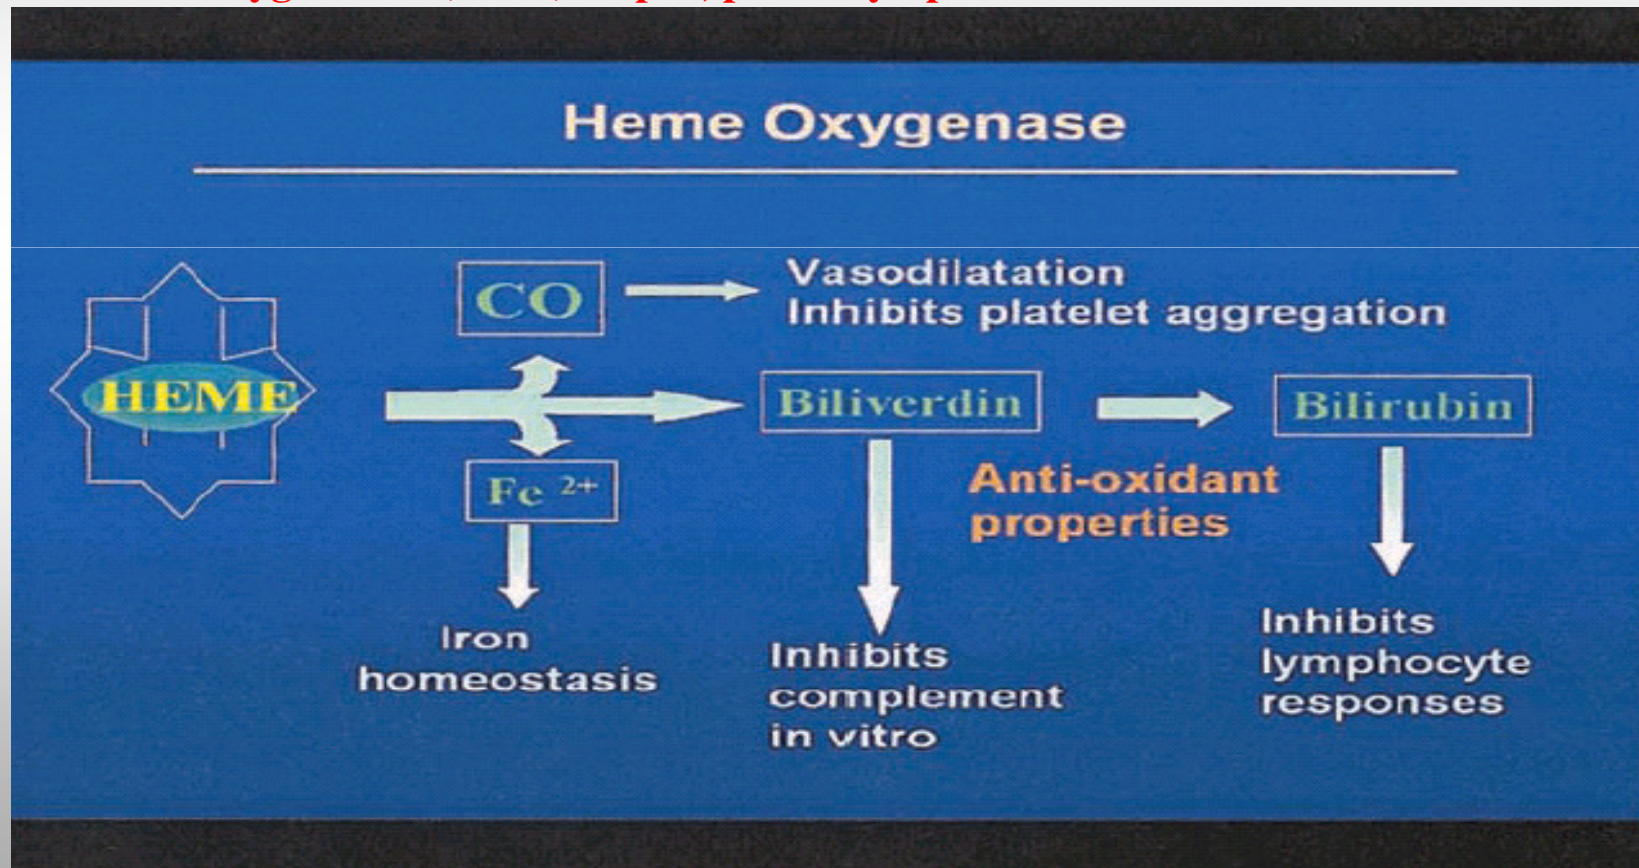 Heme Oxygenase
CO
Vasodilatation
Inhibits platelet aggregation
HEME
Biliverdin
Bilirubin
Fe 2+
Anti-oxidant
properties
Iron
homeostasis
Inhibits
complement
in vitro
Inhibits
lymphocyte
responses